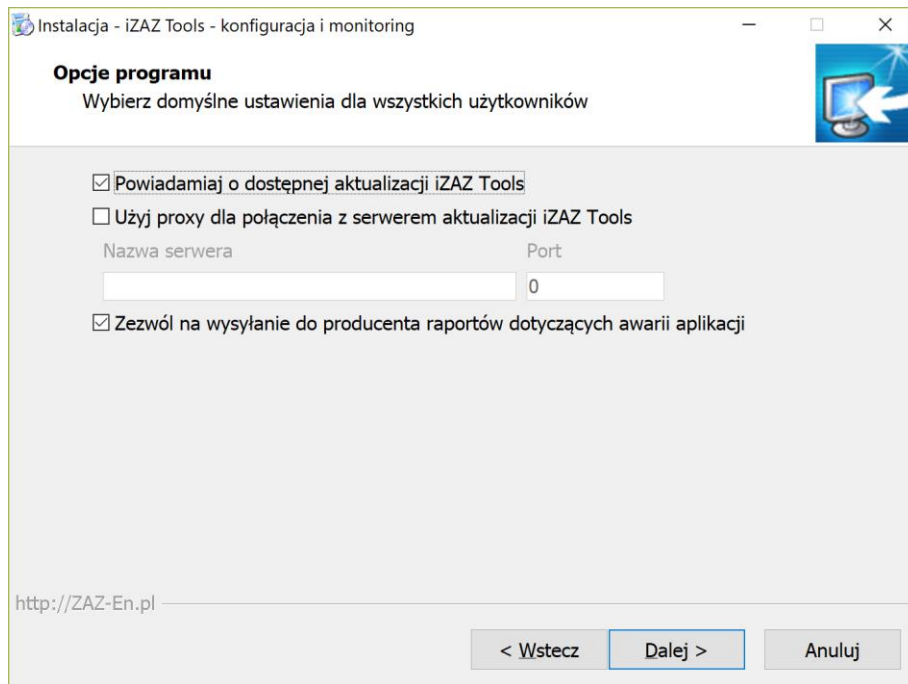 Instalacja - iZAZ Tools - konfiguracja i monitoring
Opcje programu
Wybierz domyślne ustawienia dla wszystkich użytkowników
Powiadamiaj o dostępnej aktualizacji iZAZ Tools
Użyj proxy dla połączenia z serwerem aktualizacji iZAZ Tools
Nazwa serwera Port
0
Zezwól na wysyłanie do producenta raportów dotyczących awarii aplikacji
http://ZAZ-En.pl
< Wstecz Dalej > Anuluj